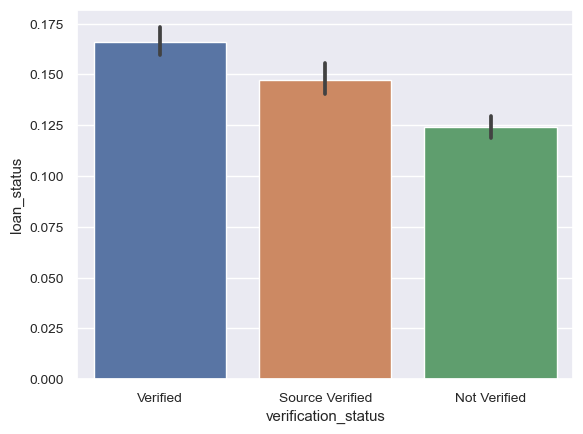 0.175
0.150
0.125
0.100
0.075
0.050
0.025
0.000
loan_status
Verified
Source Verified
Not Verified
verification_status